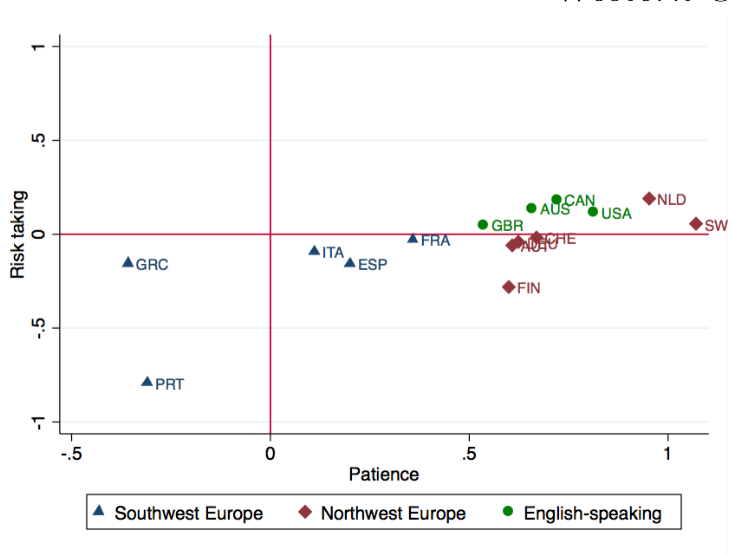 1
.5
0
-.5
-1
Risk taking
CAN
NLD
AUS
USA
GBR
SW
FRA
CHE
DEU
AUT
ITA
GRC
ESP
FIN
PRT
-.5
0
.5
1
Patience
Southwest Europe
Northwest Europe
English-speaking